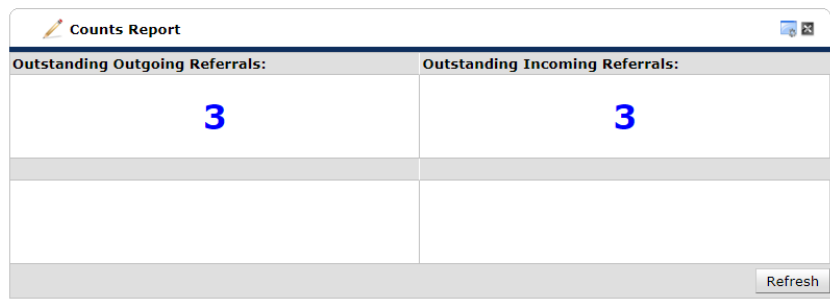 Counts Report
Outstanding Outgoing Referrals: Outstanding Incoming Referrals:
3 3
Refresh